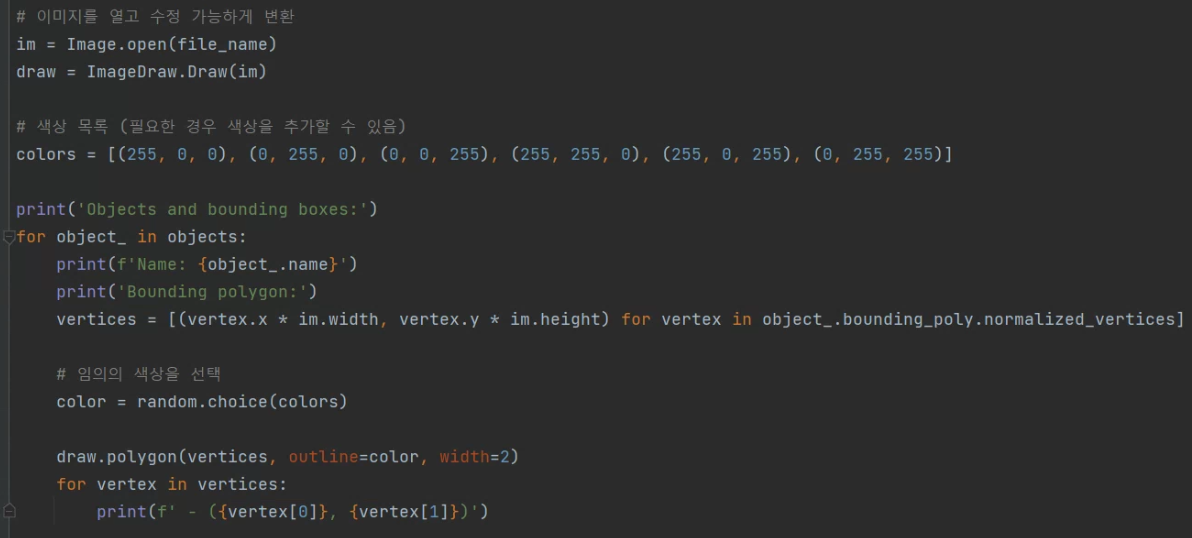 # 이미지를 열고 수정 가능하게 변환
im = Image.open(file_name)
draw = ImageDraw.Draw(im)
# 색상 목록 (필요한 경우 색상을 추가할 수 있음)
colors = [(255, 0, 0), (0, 255, 0), (0, 0, 255), (255, 255, 0), (255, 0, 255), (0, 255, 255)]
print('Objects and bounding boxes:')
for object_ in objects:
    print(f'Name: {object_.name}')
    print('Bounding polygon:')
    vertices = [(vertex.x * im.width, vertex.y * im.height) for vertex in object_.bounding_poly.normalized_vertices]
    # 임의의 색상을 선택
    color = random.choice(colors)
    draw.polygon(vertices, outline=color, width=2)
    for vertex in vertices:
        print(f' - ({vertex[0]}, {vertex[1]})')